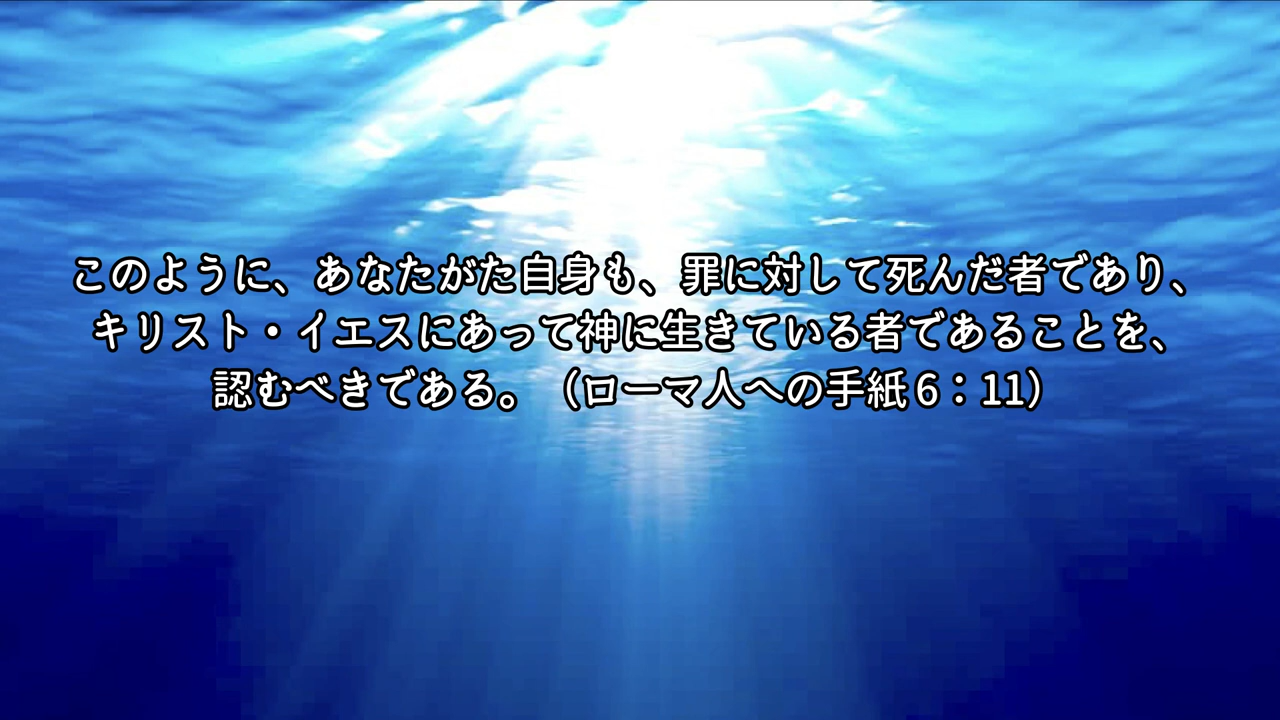 このように、あなたがた自身も、罪に対して死んだ者であり、
キリスト・イエスにあって神に生きている者であることを、
認むべきである。（ローマ人への手紙６：11）